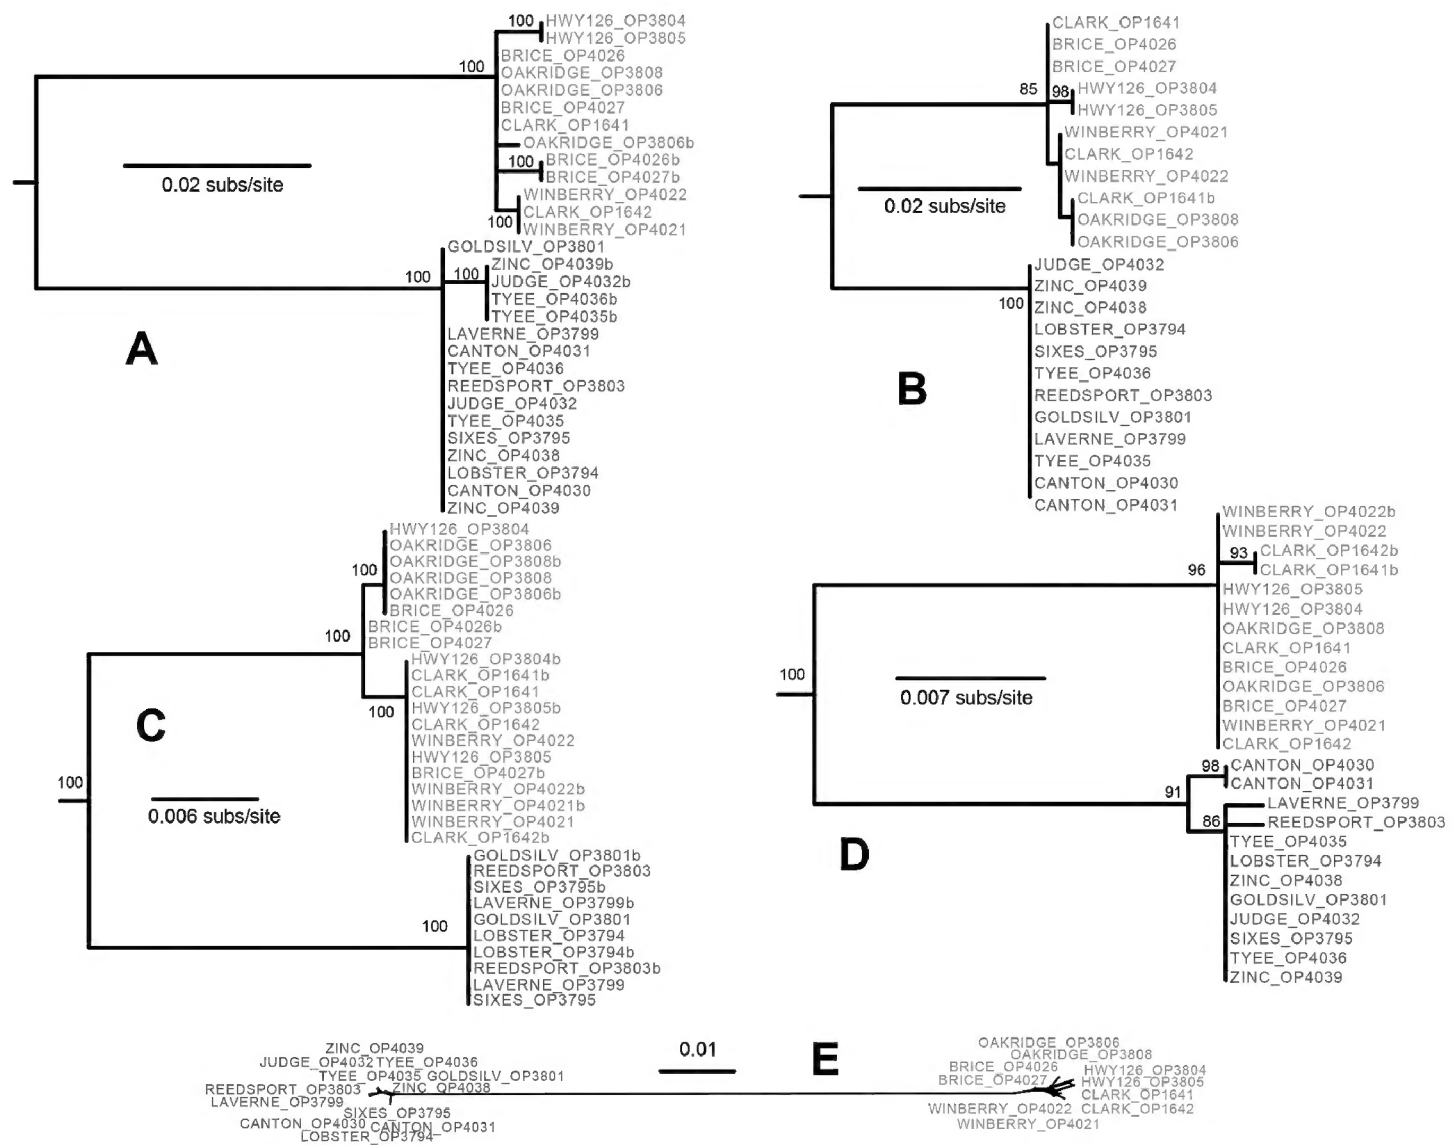 100
HWY126_OP3804
HWY126_OP3805
100
BRICE_OP4026
OAKRIDGE_OP3808
OAKRIDGE_OP3806
BRICE_OP4027
CLARK_OP1641
OAKRIDGE_OP3806b
100
BRICE_OP4026b
BRICE_OP4027b
WINBERRY_OP4022
CLARK_OP1642
100
WINBERRY_OP4021
0.02 subs/site
GOLDSILV_OP3801
100
100
ZINC_OP4039b
JUDGE_OP4032b
TYEE_OP4036b
TYEE_OP4035b
LAVERNE_OP3799
CANTON_OP4031
TYEE_OP4036
REEDSPORT_OP3803
JUDGE_OP4032
TYEE_OP4035
SIXES_OP3795
ZINC_OP4038
LOBSTER_OP3794
CANTON_OP4030
ZINC_OP4039
A
CLARK_OP1641
BRICE_OP4026
BRICE_OP4027
85
98
HWY126_OP3804
HWY126_OP3805
WINBERRY_OP4021
CLARK_OP1642
WINBERRY_OP4022
CLARK_OP1641b
OAKRIDGE_OP3808
OAKRIDGE_OP3806
0.02 subs/site
100
JUDGE_OP4032
ZINC_OP4039
ZINC_OP4038
LOBSTER_OP3794
SIXES_OP3795
TYEE_OP4036
REEDSPORT_OP3803
GOLDSILV_OP3801
LAVERNE_OP3799
TYEE_OP4035
CANTON_OP4030
CANTON_OP4031
B
HWY126_OP3804
OAKRIDGE_OP3806
OAKRIDGE_OP3808b
100
OAKRIDGE_OP3808
OAKRIDGE_OP3806b
BRICE_OP4026
BRICE_OP4026b
100
BRICE_OP4027
HWY126_OP3804b
CLARK_OP1641b
CLARK_OP1641
100
HWY126_OP3805b
CLARK_OP1642
WINBERRY_OP4022
HWY126_OP3805
BRICE_OP4027b
WINBERRY_OP4022b
WINBERRY_OP4021b
WINBERRY_OP4021
CLARK_OP1642b
C
100
0.006 subs/site
GOLDSILV_OP3801b
REEDSPORT_OP3803
SIXES_OP3795b
LAVERNE_OP3799b
GOLDSILV_OP3801
100
LOBSTER_OP3794
LOBSTER_OP3794b
REEDSPORT_OP3803b
LAVERNE_OP3799
SIXES_OP3795
WINBERRY_OP4022b
WINBERRY_OP4022
93
CLARK_OP1642b
96
CLARK_OP1641b
HWY126_OP3805
HWY126_OP3804
OAKRIDGE_OP3808
CLARK_OP1641
BRICE_OP4026
OAKRIDGE_OP3806
BRICE_OP4027
WINBERRY_OP4021
CLARK_OP1642
100
0.007 subs/site
98
CANTON_OP4030
CANTON_OP4031
91
LAVERNE_OP3799
86
REEDSPORT_OP3803
TYEE_OP4035
LOBSTER_OP3794
ZINC_OP4038
GOLDSILV_OP3801
JUDGE_OP4032
SIXES_OP3795
TYEE_OP4036
ZINC_OP4039
D
ZINC_OP4039
JUDGE_OP4032 TYEE_OP4036
TYEE_OP4035 GOLDSILV_OP3801
REEDSPORT_OP3803 ZINC_OP4038
LAVERNE_OP3799
SIXES_OP3795
CANTON_OP4030 CANTON_OP4031
LOBSTER_OP3794
0.01
E
OAKRIDGE_OP3806
OAKRIDGE_OP3808
BRICE_OP4026 HWY126_OP3804
BRICE_OP4027 HWY126_OP3805
CLARK_OP1641
WINBERRY_OP4022 CLARK_OP1642
WINBERRY_OP4021